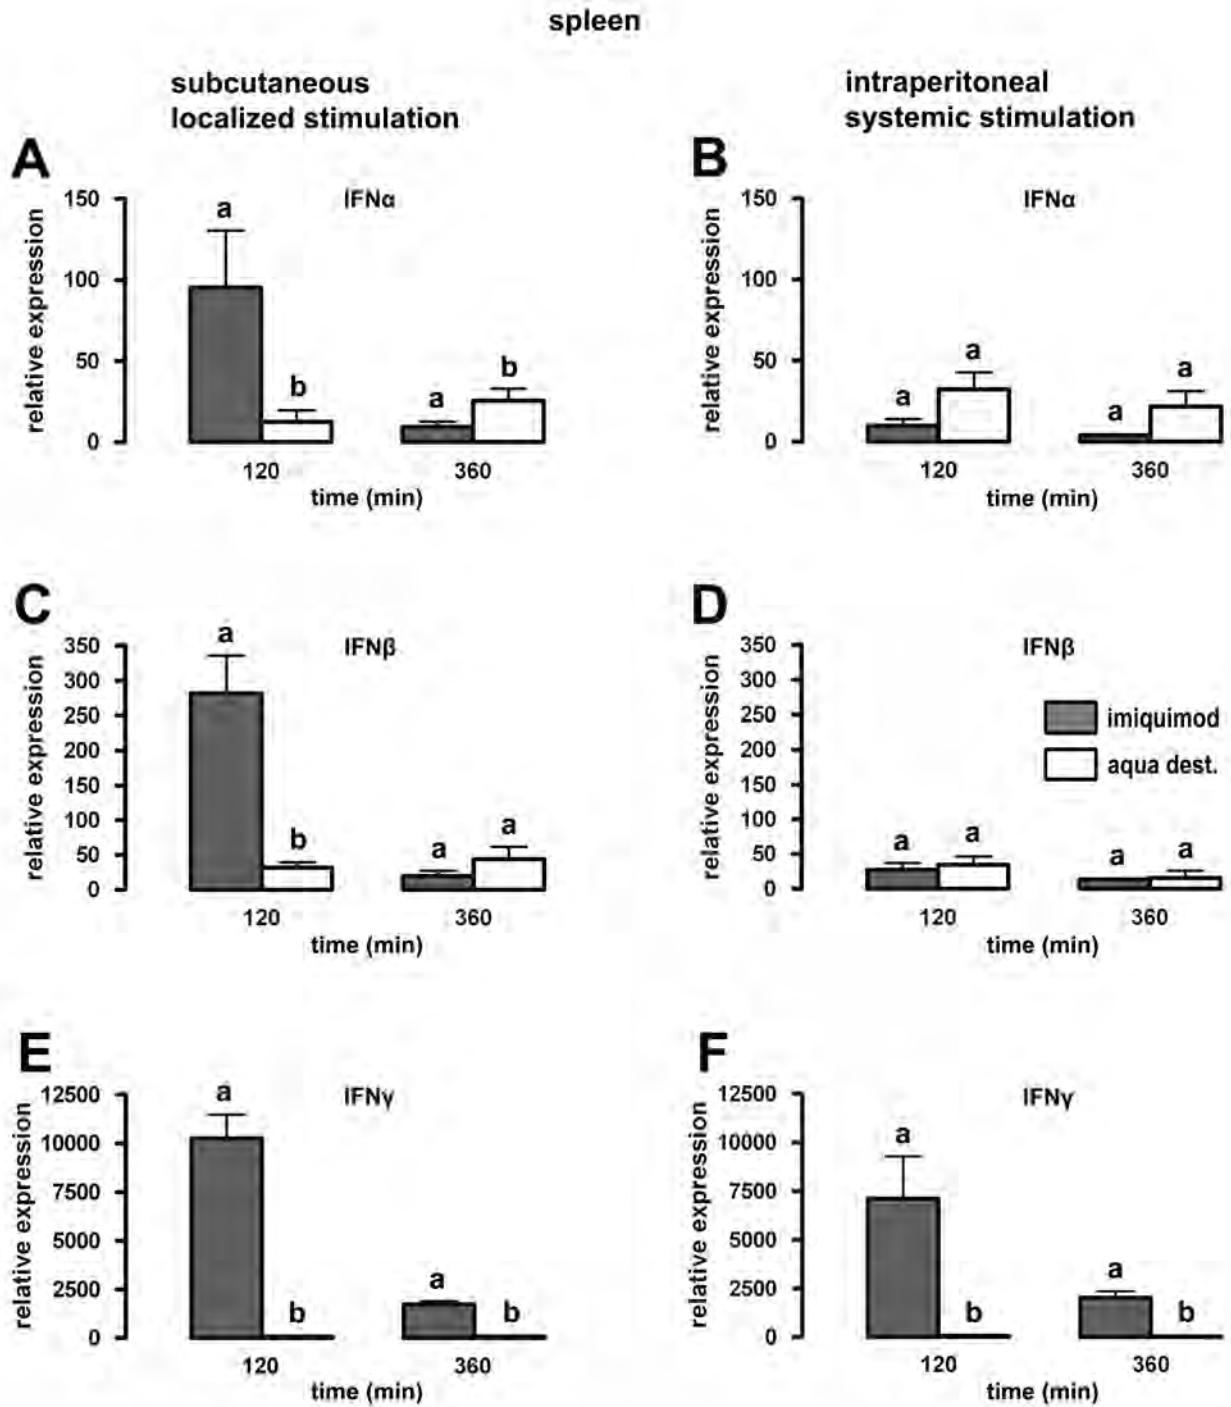 spleen
subcutaneous
localized stimulation
intraperitoneal
systemic stimulation
A
IFNα
relative expression
150
100
50
0
a
b
a
b
120
360
time (min)
B
IFNα
relative expression
150
100
50
0
a
a
a
a
120
360
time (min)
C
IFNβ
relative expression
350
300
250
200
150
100
50
0
a
b
a
a
120
360
time (min)
D
IFNβ
relative expression
350
300
250
200
150
100
50
0
imiquimod
aqua dest.
a
a
a
a
120
360
time (min)
E
IFNγ
relative expression
12500
10000
7500
5000
2500
0
a
b
a
b
120
360
time (min)
F
IFNγ
relative expression
12500
10000
7500
5000
2500
0
a
b
a
b
120
360
time (min)